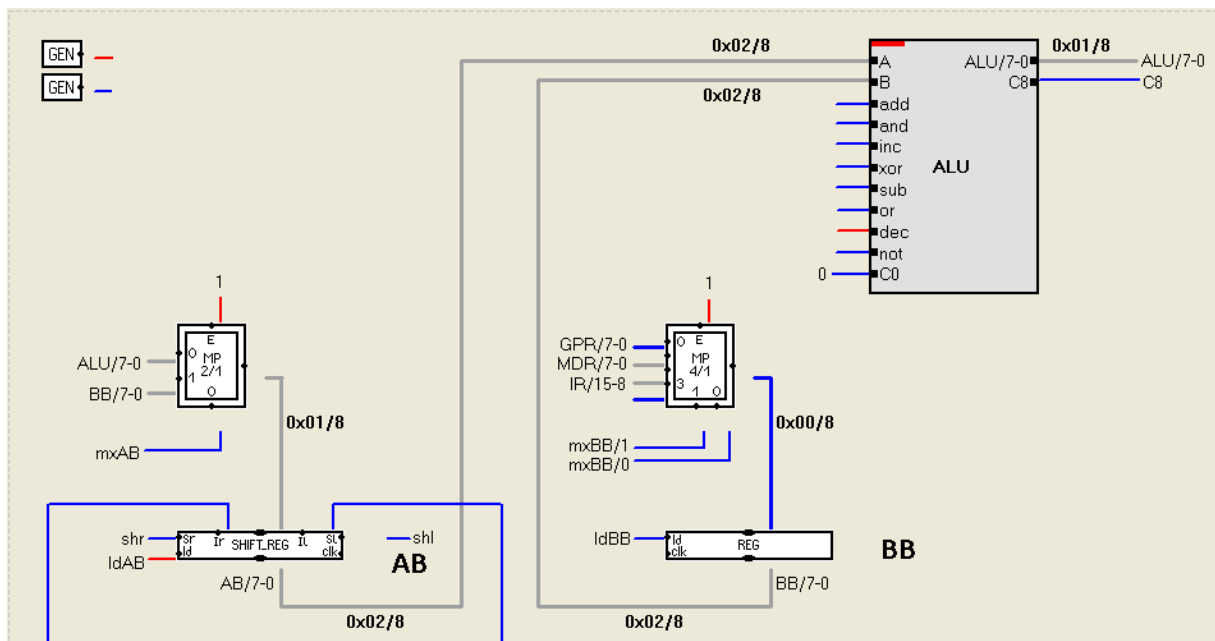 GEN
GEN
0x02/8
0x02/8
0x01/8
A
B
add
and
inc
xor
sub
or
dec
not
0 C0
ALU
ALU/7-0
C8
ALU/7-0
C8
1
ALU/7-0
BB/7-0
E
0 MP
1 2/1
0
mxAB
0x01/8
1
GPR/7-0
MDR/7-0
IR/15-8
0 E
MP
4/1
3
1 0
mxBB/1
mxBB/0
0x00/8
shr
ldAB
Sr Ir SHIFT_REG Il Sl
ld clk
shl
AB
AB/7-0
0x02/8
ldBB
ld
clk
REG
BB
BB/7-0
0x02/8